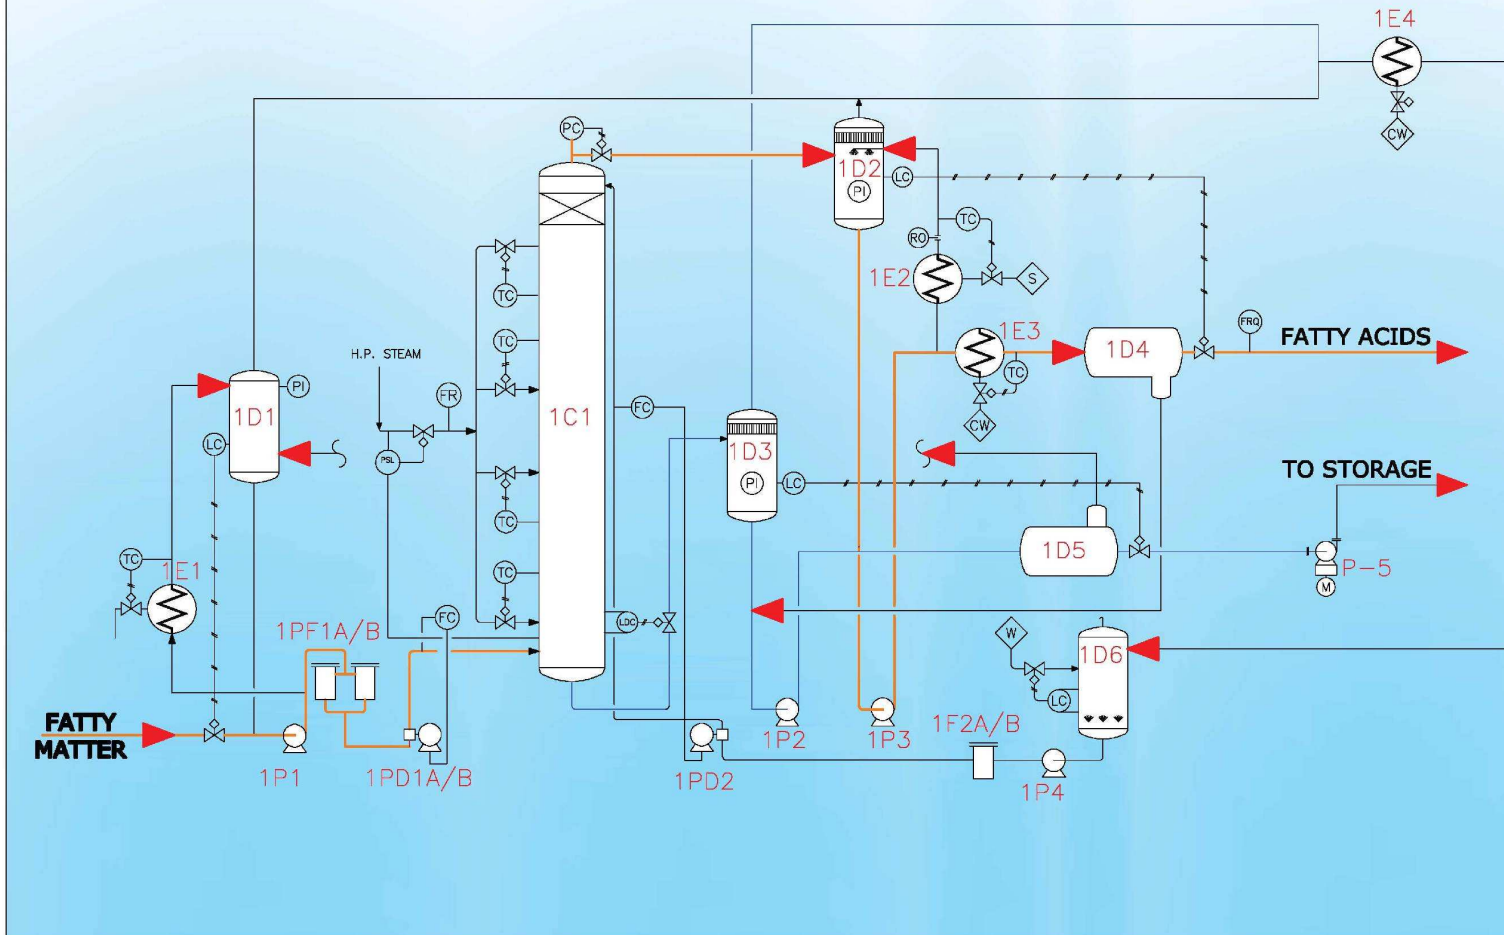 1E4
CW
PC
1D2
PI
LC
TC
RO
1E2
S
TC
TC
1E3
TC
CW
1D4
FRQ
FATTY ACIDS
H.P. STEAM
PI
1D1
LC
FR
PSL
1C1
FC
1D3
PI
LC
TO STORAGE
TC
TC
1D5
P-5
M
TC
1E1
FC
LDC
1PF1A/B
W
1D6
LC
FATTY
MATTER
1P1
1PD1A/B
1PD2
1P2
1P3
1F2A/B
1P4